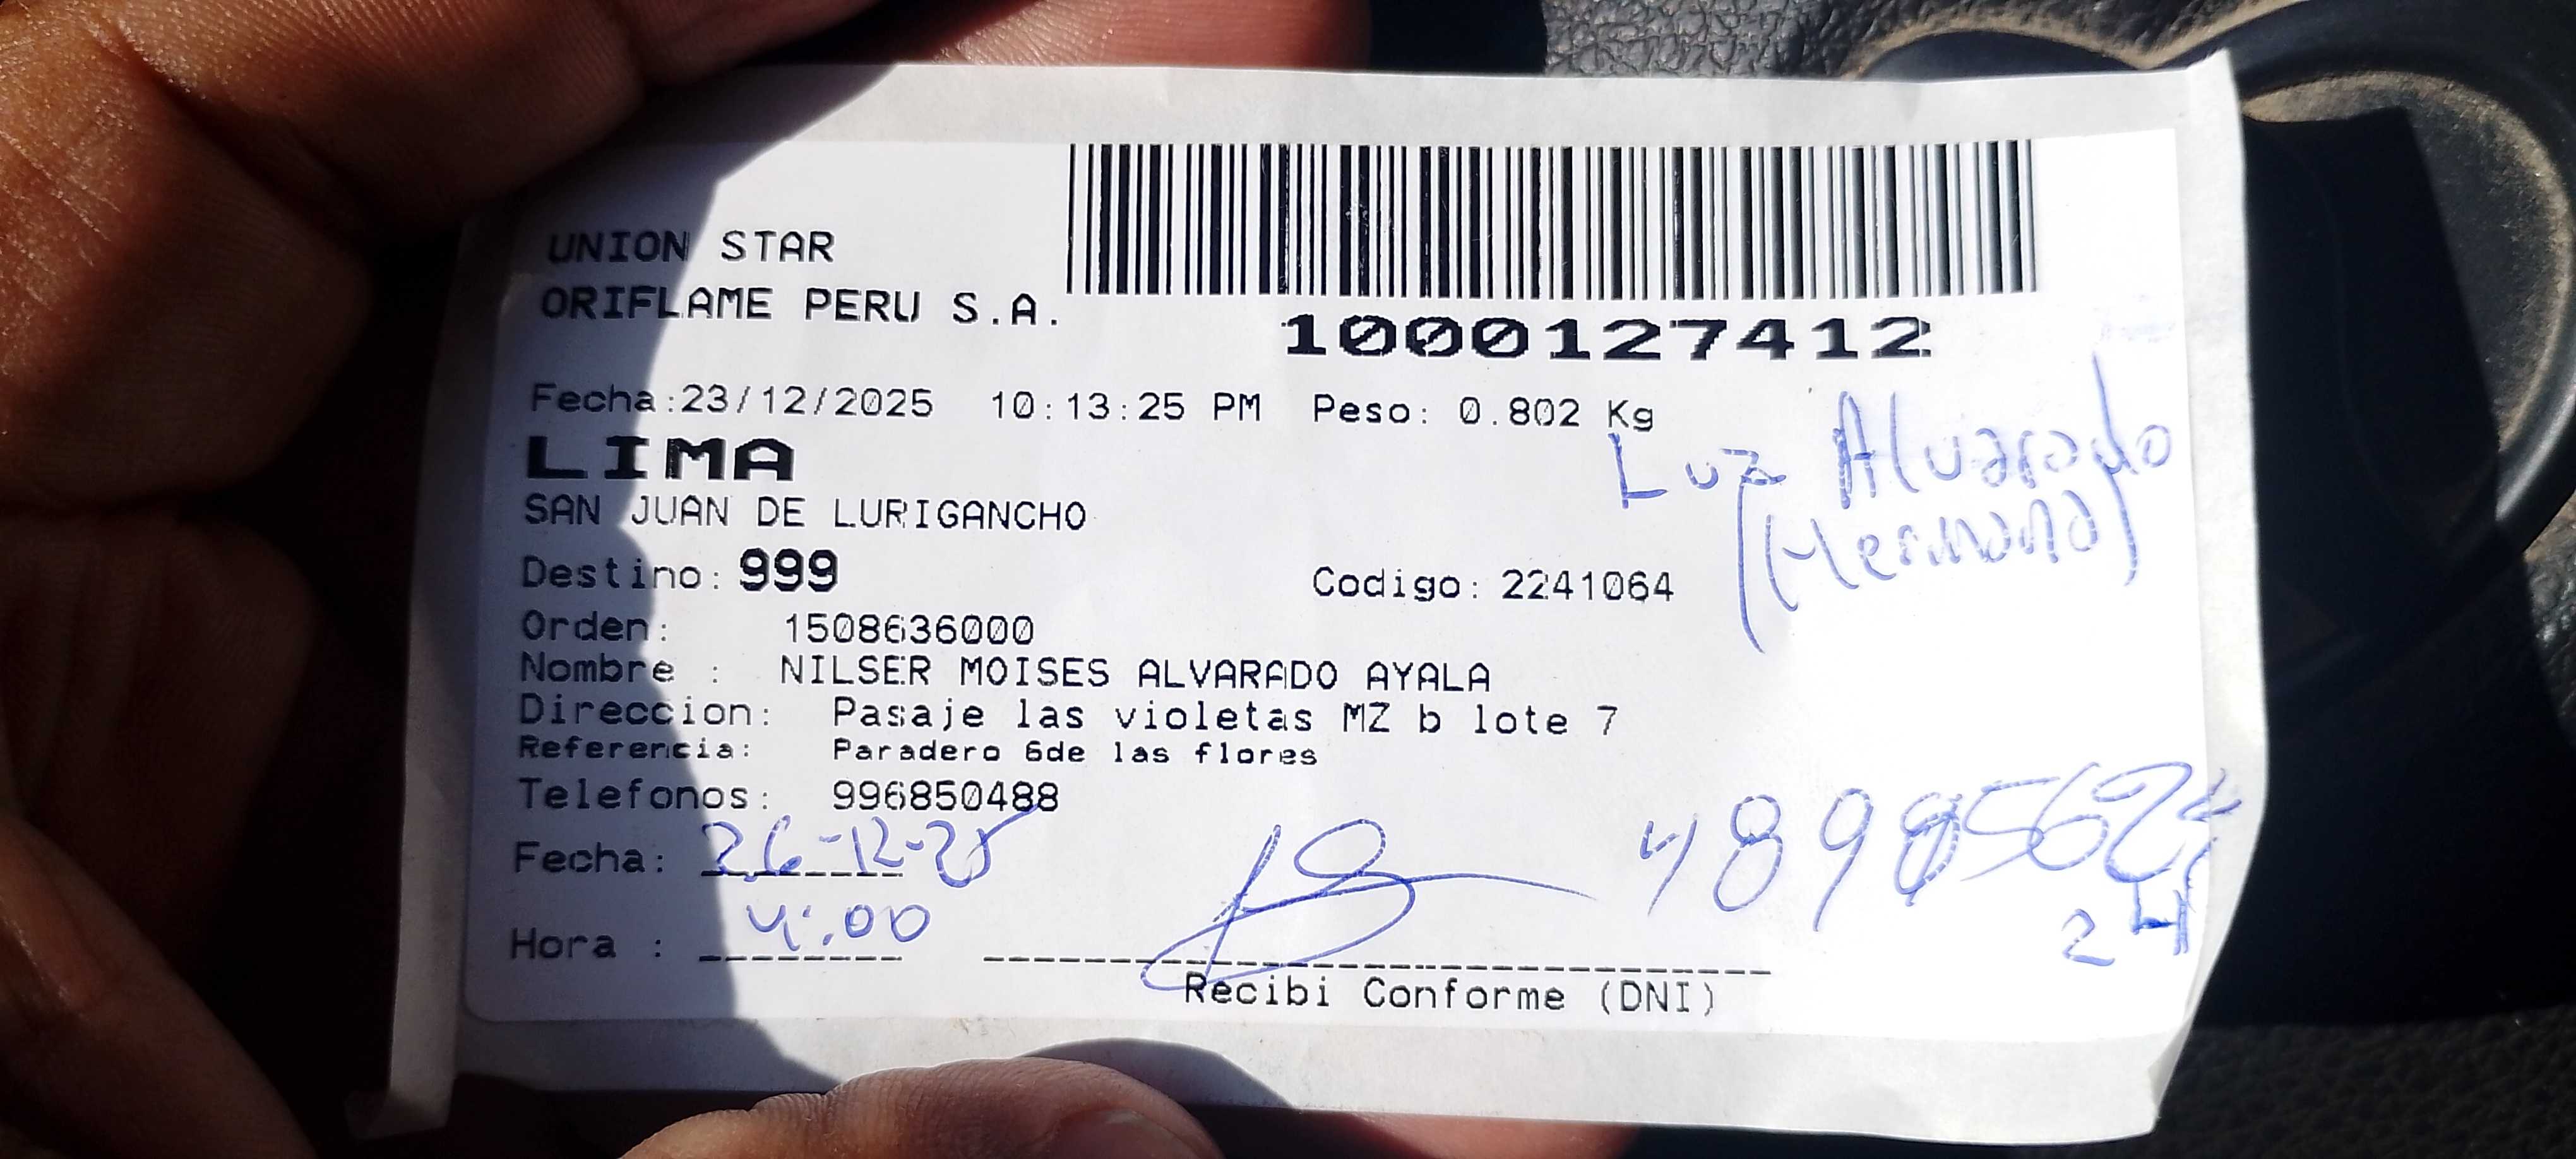 UNION STAR
ORIFLAME PERU S.A.
1000127412
Fecha:23/12/2025 10:13:25 PM Peso: 0.802 Kg
LIMA
Luz Alvarado
(Hermana)
SAN JUAN DE LURIGANCHO
Destino: 999 Codigo: 2241064
Orden: 1508636000
Nombre : NILSER MOISES ALVARADO AYALA
Direccion: Pasaje las violetas MZ b lote 7
Referencia: Paradero 6de las flores
Telefonos: 996850488
Fecha: 26-12-25
Hora : 4:00
Recibi Conforme (DNI)